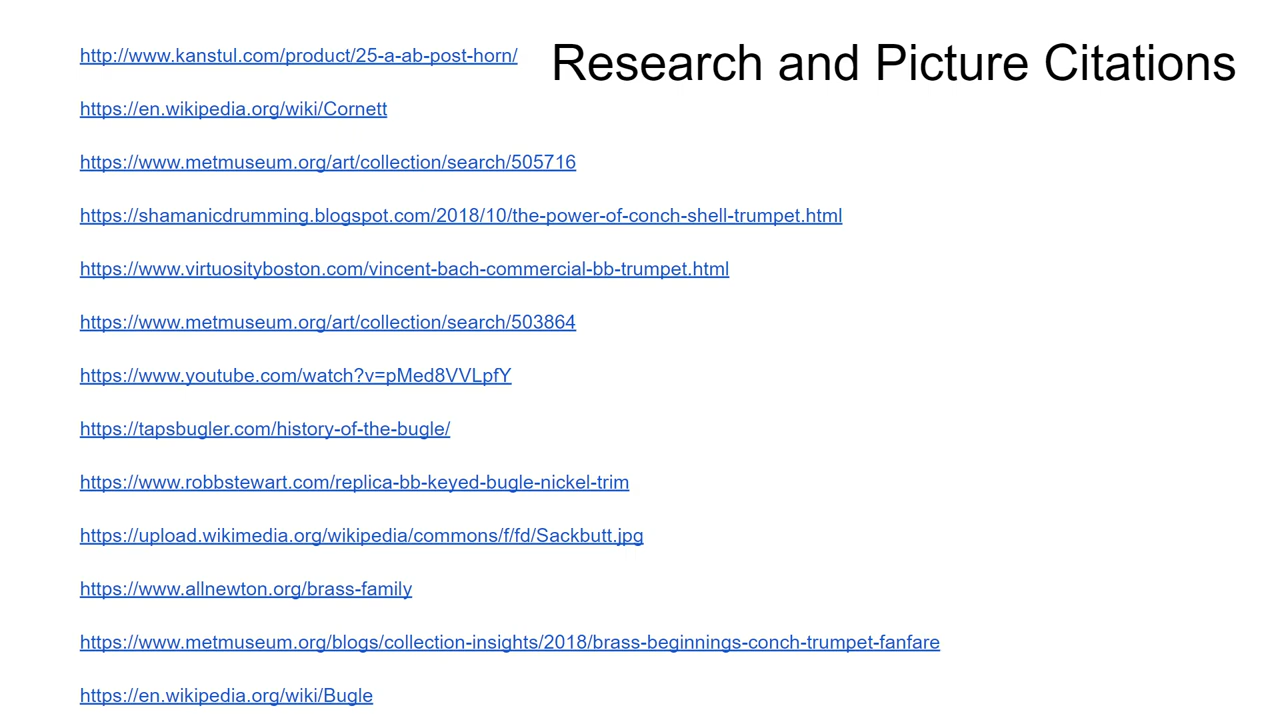 Research and Picture Citations
http://www.kanstul.com/product/25-a-ab-post-horn/
https://en.wikipedia.org/wiki/Cornett
https://www.metmuseum.org/art/collection/search/505716
https://shamanicdrumming.blogspot.com/2018/10/the-power-of-conch-shell-trumpet.html
https://www.virtuosityboston.com/vincent-bach-commercial-bb-trumpet.html
https://www.metmuseum.org/art/collection/search/503864
https://www.youtube.com/watch?v=pMed8VVLpfY
https://tapsbugler.com/history-of-the-bugle/
https://www.robbstewart.com/replica-bb-keyed-bugle-nickel-trim
https://upload.wikimedia.org/wikipedia/commons/f/fd/Sackbutt.jpg
https://www.allnewton.org/brass-family
https://www.metmuseum.org/blogs/collection-insights/2018/brass-beginnings-conch-trumpet-fanfare
https://en.wikipedia.org/wiki/Bugle